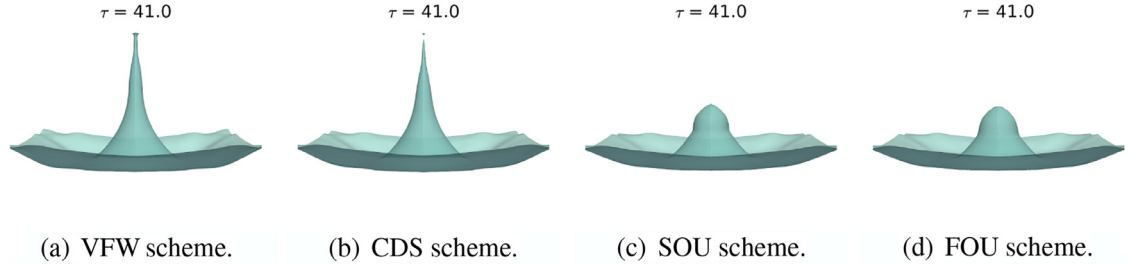 τ = 41.0 τ = 41.0 τ = 41.0 τ = 41.0
(a) VFW scheme. (b) CDS scheme. (c) SOU scheme. (d) FOU scheme.